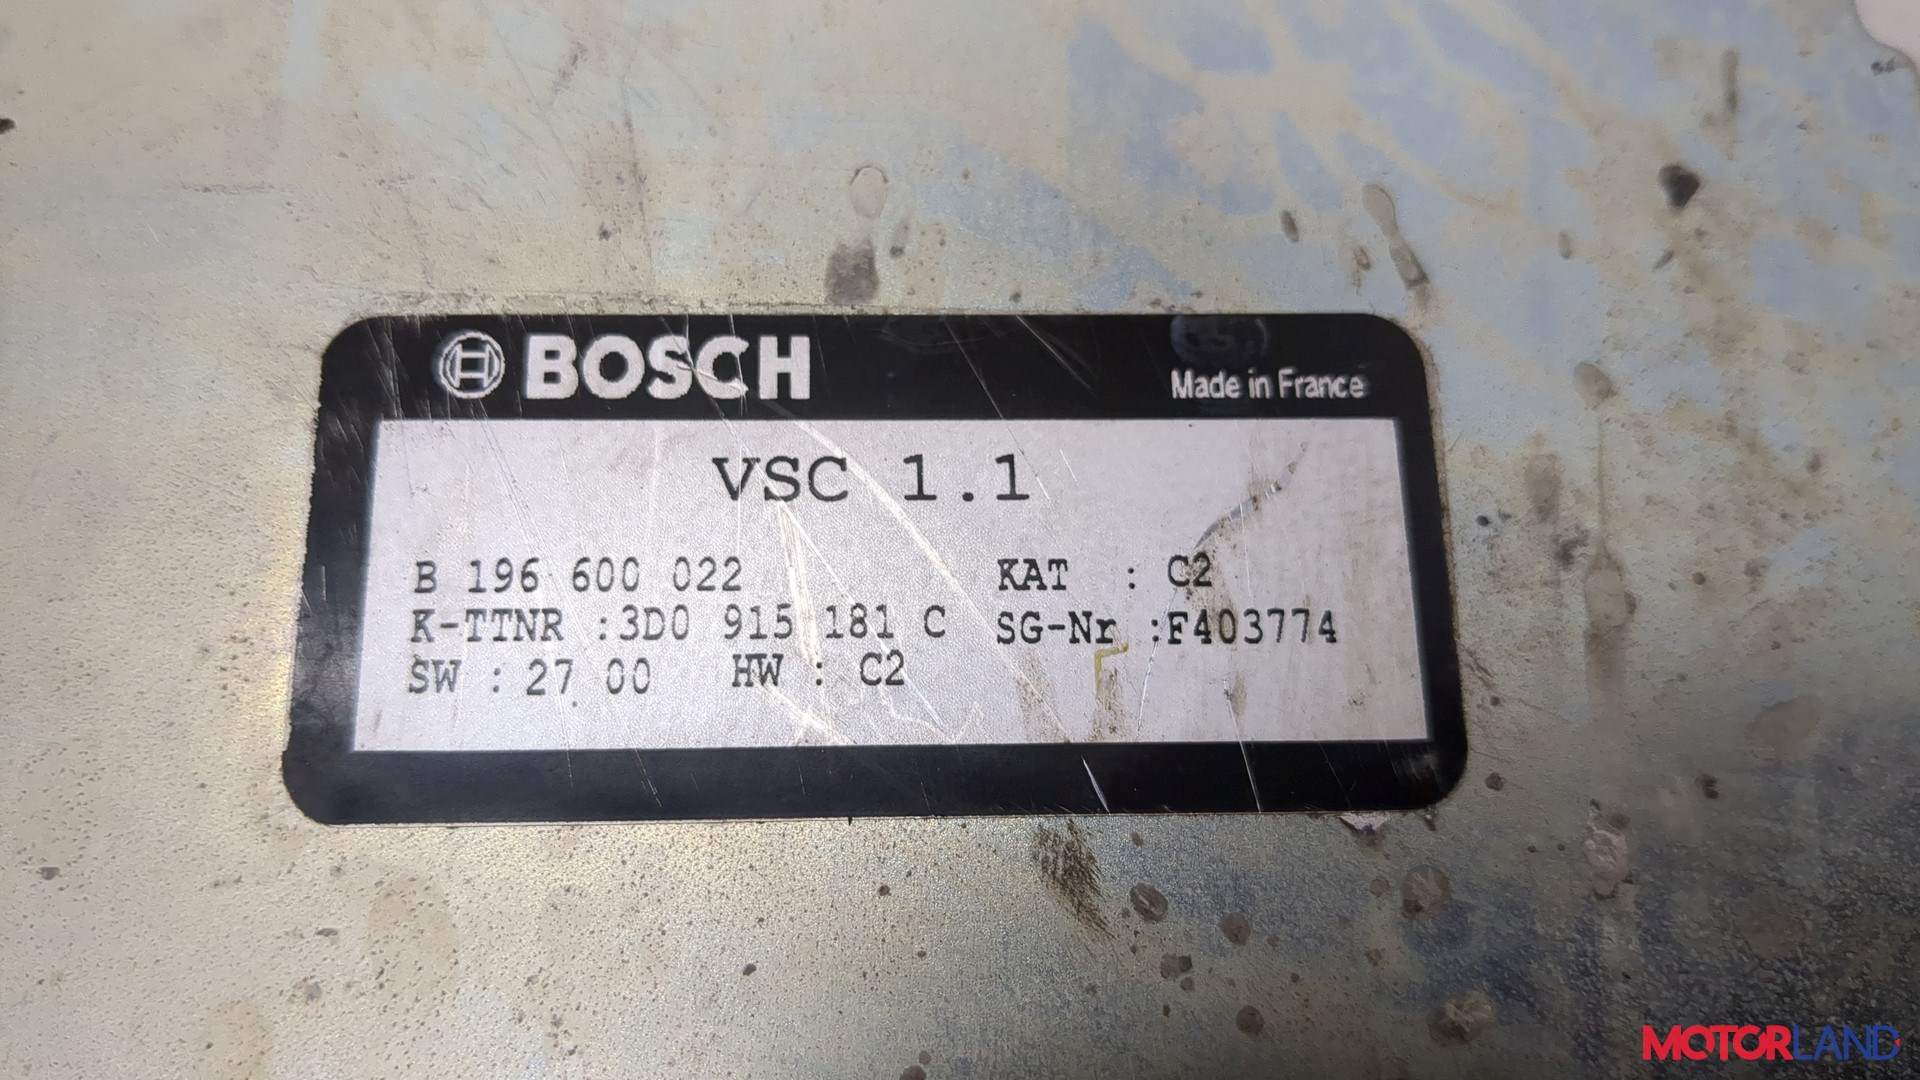 BOSCH
Made in France
VSC 1.1
B 196 600 022 KAT : C2
K-TTNR :3D0 915 181 C SG-Nr :F403774
SW : 27 00 HW : C2
MOTORLAND